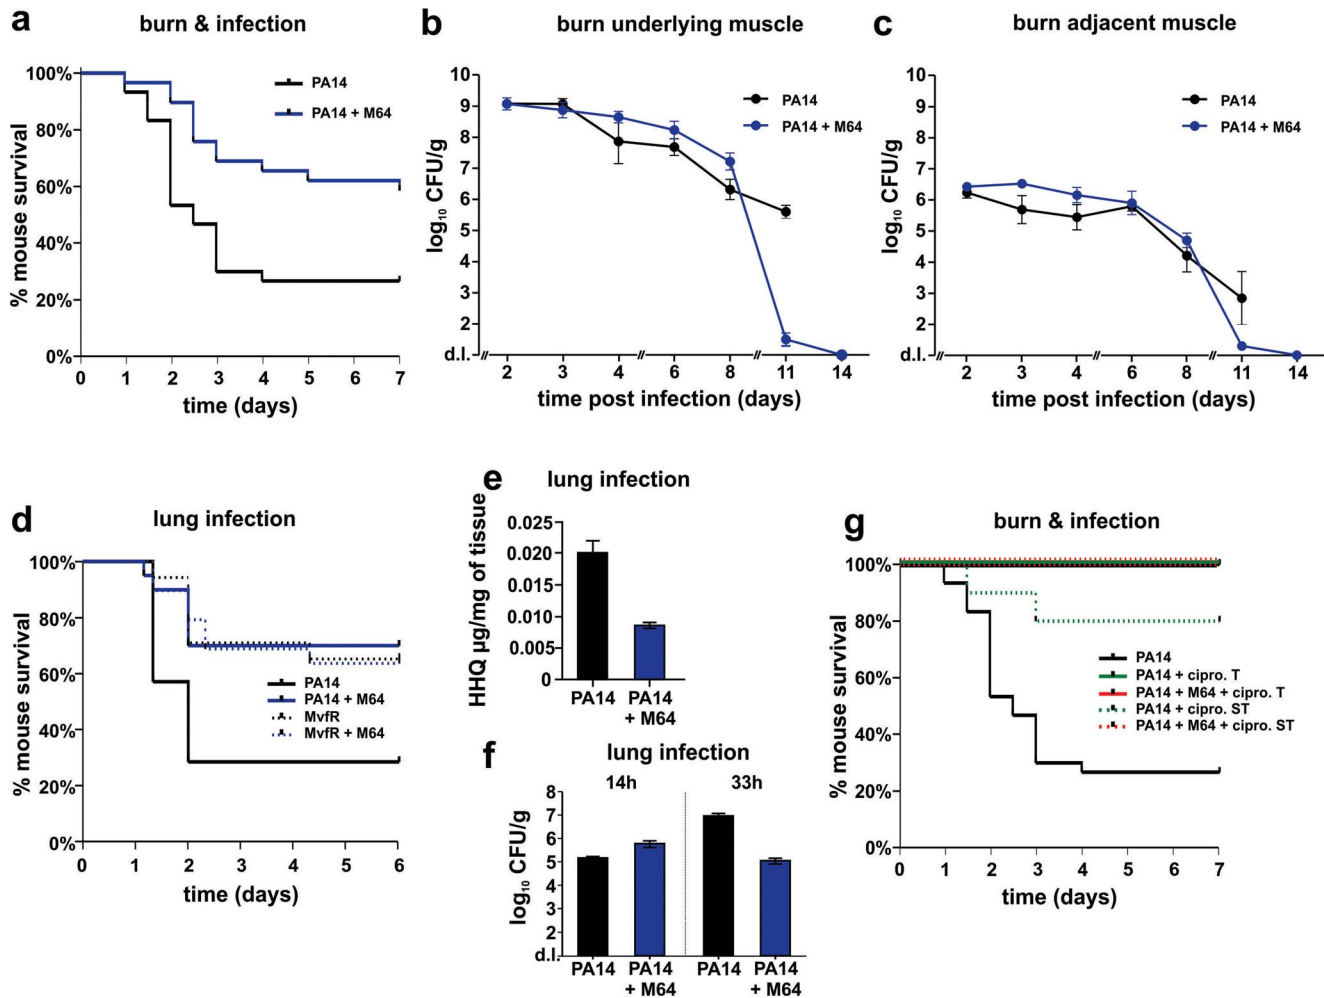 a
burn & infection
% mouse survival
100%
80%
60%
40%
20%
0%
PA14
PA14 + M64
0 1 2 3 4 5 6 7
time (days)
b
burn underlying muscle
log₁₀ CFU/g
10
9
8
7
6
5
4
3
2
d.l.
PA14
PA14 + M64
// // // //
2 3 4 6 8 11 14
time post infection (days)
c
burn adjacent muscle
log₁₀ CFU/g
10
9
8
7
6
5
4
3
2
d.l.
PA14
PA14 + M64
// // // //
2 3 4 6 8 11 14
time post infection (days)
d
lung infection
% mouse survival
100%
80%
60%
40%
20%
0%
PA14
PA14 + M64
MvfR
MvfR + M64
0 1 2 3 4 5 6
time (days)
e
lung infection
HHQ µg/mg of tissue
0.025
0.020
0.015
0.010
0.005
0
PA14 PA14
+ M64
f
lung infection
14h 33h
log₁₀ CFU/g
8
7
6
5
4
3
2
d.l.
PA14 PA14 PA14 PA14
+ M64 + M64
g
burn & infection
% mouse survival
100%
80%
60%
40%
20%
0%
PA14
PA14 + cipro. T
PA14 + M64 + cipro. T
PA14 + cipro. ST
PA14 + M64 + cipro. ST
0 1 2 3 4 5 6 7
time (days)